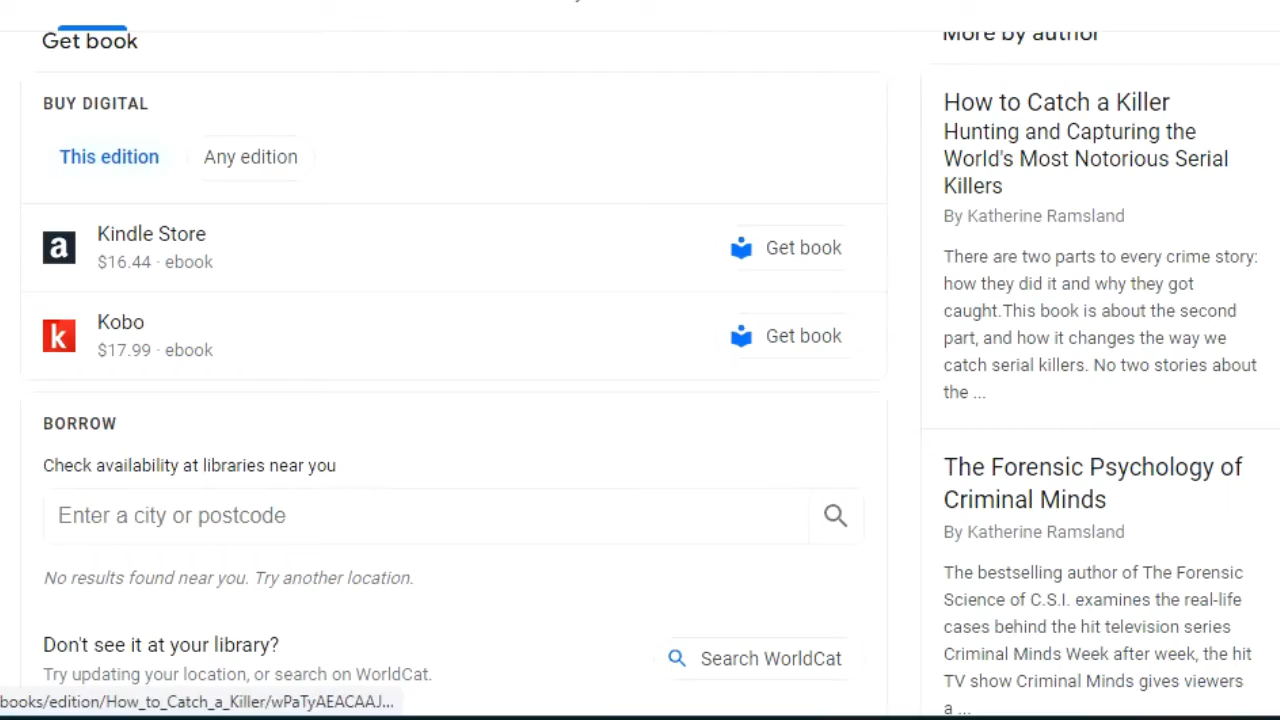 Get book
More by author
BUY DIGITAL
This edition
Any edition
a
Kindle Store
$16.44 · ebook
Get book
k
Kobo
$17.99 · ebook
Get book
BORROW
Check availability at libraries near you
Enter a city or postcode
No results found near you. Try another location.
Don't see it at your library?
Try updating your location, or search on WorldCat.
Search WorldCat
books/edition/How_to_Catch_a_Killer/wPaTyAEACAAJ...
How to Catch a Killer
Hunting and Capturing the
World's Most Notorious Serial
Killers
By Katherine Ramsland
There are two parts to every crime story:
how they did it and why they got
caught.This book is about the second
part, and how it changes the way we
catch serial killers. No two stories about
the ...
The Forensic Psychology of
Criminal Minds
By Katherine Ramsland
The bestselling author of The Forensic
Science of C.S.I. examines the real-life
cases behind the hit television series
Criminal Minds Week after week, the hit
TV show Criminal Minds gives viewers
a ...